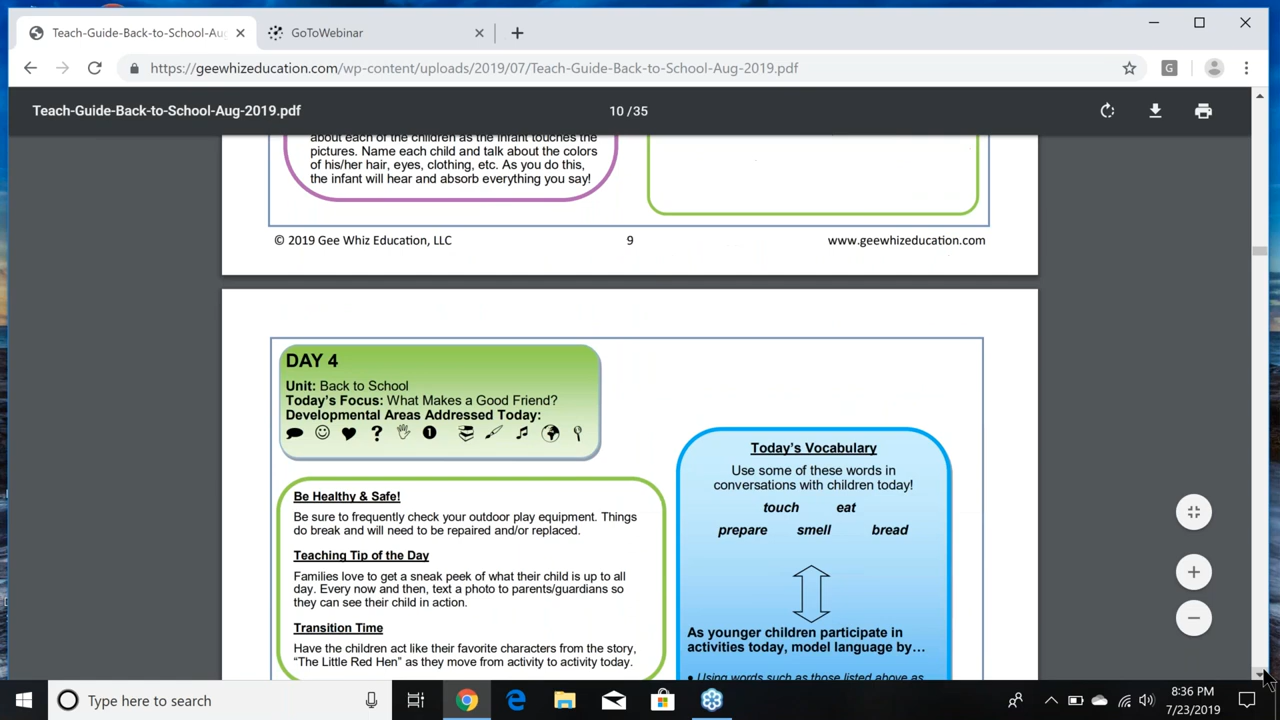 Teach-Guide-Back-to-School-Au
GoToWebinar
https://geewhizeducation.com/wp-content/uploads/2019/07/Teach-Guide-Back-to-School-Aug-2019.pdf
G
Teach-Guide-Back-to-School-Aug-2019.pdf
10 / 35
about each of the children as the infant touches the
pictures. Name each child and talk about the colors
of his/her hair, eyes, clothing, etc. As you do this,
the infant will hear and absorb everything you say!
© 2019 Gee Whiz Education, LLC
9
www.geewhizeducation.com
DAY 4
Unit: Back to School
Today's Focus: What Makes a Good Friend?
Developmental Areas Addressed Today:
Be Healthy & Safe!
Be sure to frequently check your outdoor play equipment. Things
do break and will need to be repaired and/or replaced.
Teaching Tip of the Day
Families love to get a sneak peek of what their child is up to all
day. Every now and then, text a photo to parents/guardians so
they can see their child in action.
Transition Time
Have the children act like their favorite characters from the story,
“The Little Red Hen” as they move from activity to activity today.
Today's Vocabulary
Use some of these words in
conversations with children today!
touch eat
prepare smell bread
As younger children participate in
activities today, model language by…
• Using words such as those listed above as
Type here to search
8:36 PM
7/23/2019